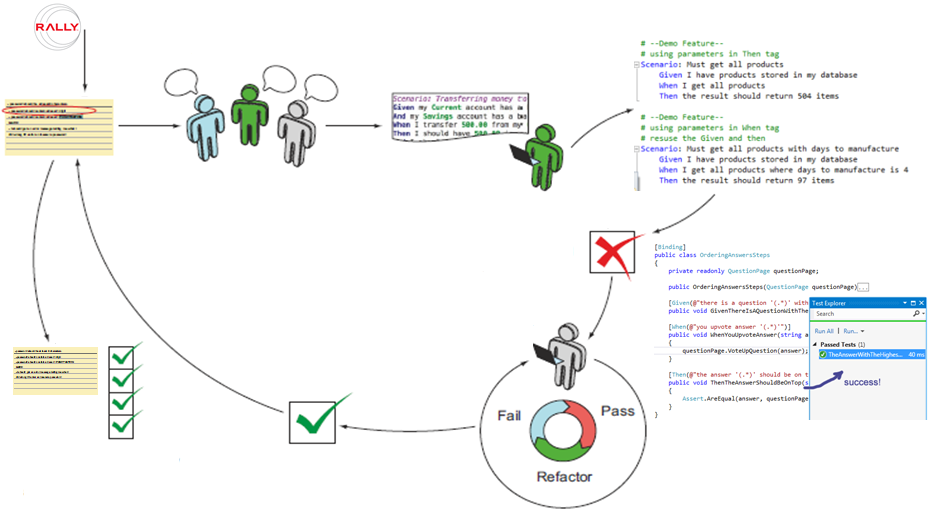 RALLY
Scenario: Transferring money to
Given my Current account has a
And my Savings account has a ba
When I transfer 500.00 from my
Then I should have 500.00
# --Demo Feature--
# using parameters in Then tag
Scenario: Must get all products
Given I have products stored in my database
When I get all products
Then the result should return 504 items
# --Demo Feature--
# using parameters in When tag
# resuse the Given and then
Scenario: Must get all products with days to manufacture
Given I have products stored in my database
When I get all products where days to manufacture is 4
Then the result should return 97 items
[Binding]
public class OrderingAnswersSteps
{
private readonly QuestionPage questionPage;
public OrderingAnswersSteps(QuestionPage questionPage)...
[Given(@"there is a question '(.*)' with
public void GivenThereIsAQuestionWithThe
[When(@"you upvote answer '(.*)'")]
public void WhenYouUpvoteAnswer(string a
{
questionPage.VoteUpQuestion(answer);
}
[Then(@"the answer '(.*)' should be on t
public void ThenTheAnswerShouldBeOnTop(s
{
Assert.AreEqual(answer, questionPage
}
}
Test Explorer
Search
Run All | Run...
Passed Tests (1)
TheAnswerWithTheHighes... 40 ms
success!
Fail
Pass
Refactor